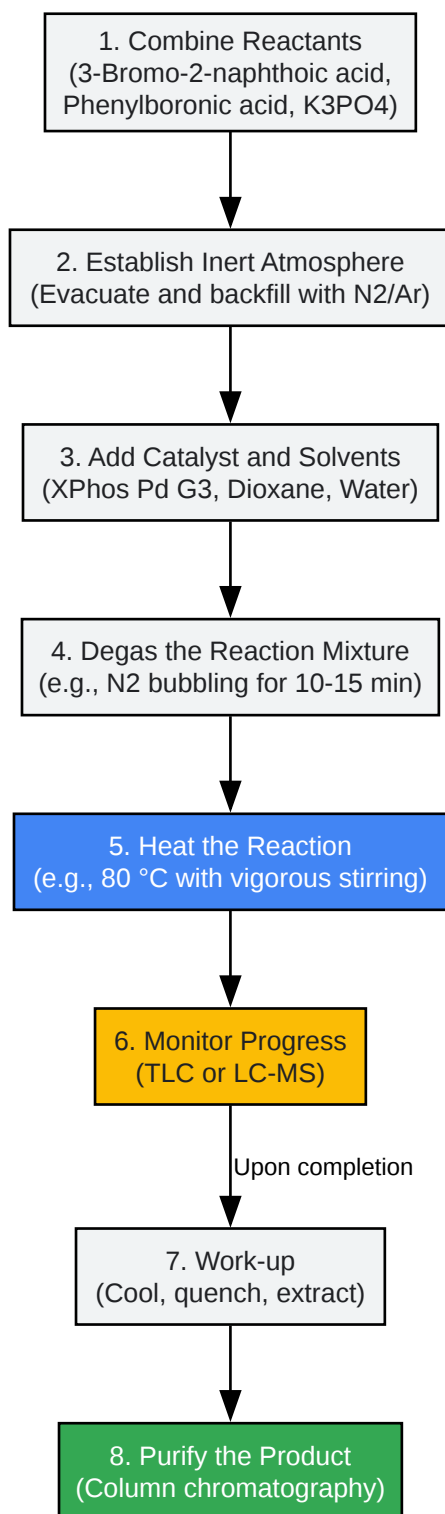 1. Combine Reactants
(3-Bromo-2-naphthoic acid,
Phenylboronic acid, K3PO4)
2. Establish Inert Atmosphere
(Evacuate and backfill with N2/Ar)
3. Add Catalyst and Solvents
(XPhos Pd G3, Dioxane, Water)
4. Degas the Reaction Mixture
(e.g., N2 bubbling for 10-15 min)
5. Heat the Reaction
(e.g., 80 °C with vigorous stirring)
6. Monitor Progress
(TLC or LC-MS)
Upon completion
7. Work-up
(Cool, quench, extract)
8. Purify the Product
(Column chromatography)